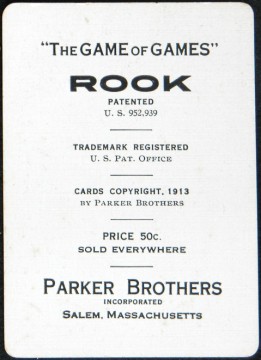 "THE GAME OF GAMES"
ROOK
PATENTED
U. S. 952,939
TRADEMARK REGISTERED
U. S. PAT. OFFICE
CARDS COPYRIGHT, 1913
BY PARKER BROTHERS
PRICE 50c.
SOLD EVERYWHERE
PARKER BROTHERS
INCORPORATED
SALEM, MASSACHUSETTS